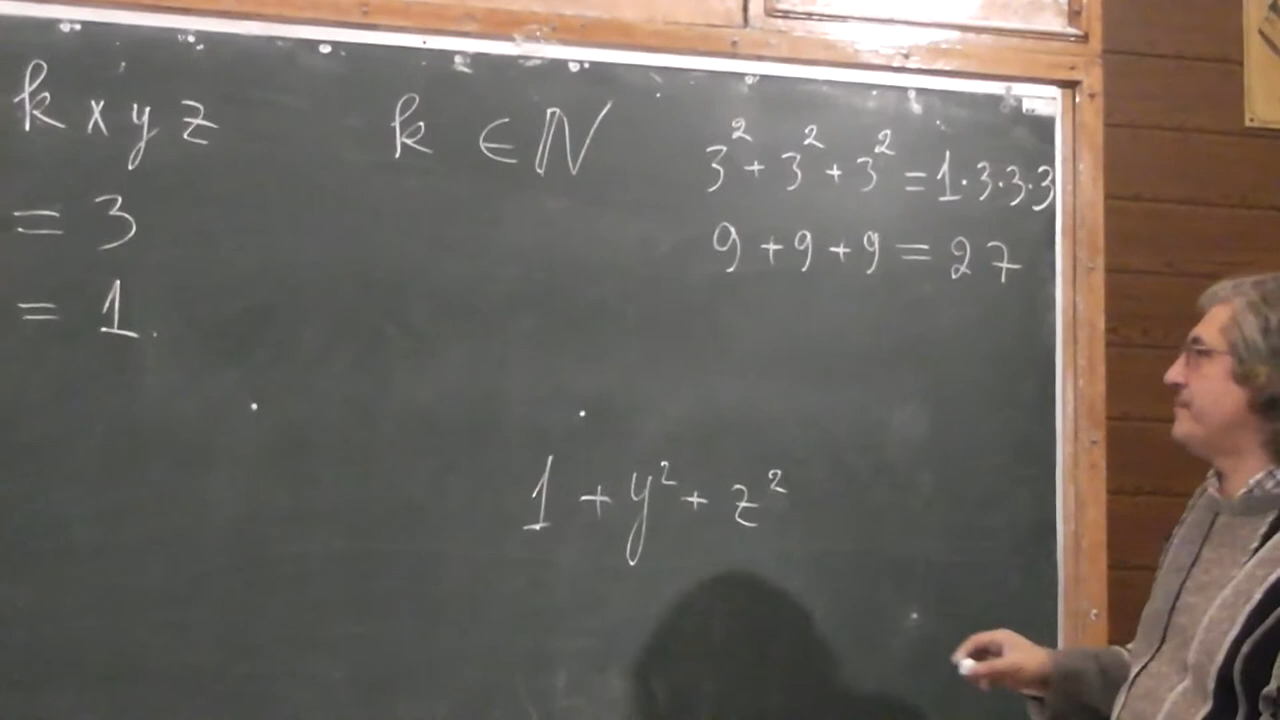 k x y z
= 3
= 1.
k ∈ ℕ
3² + 3² + 3² = 1·3·3·3
9 + 9 + 9 = 27
1 + y² + z²